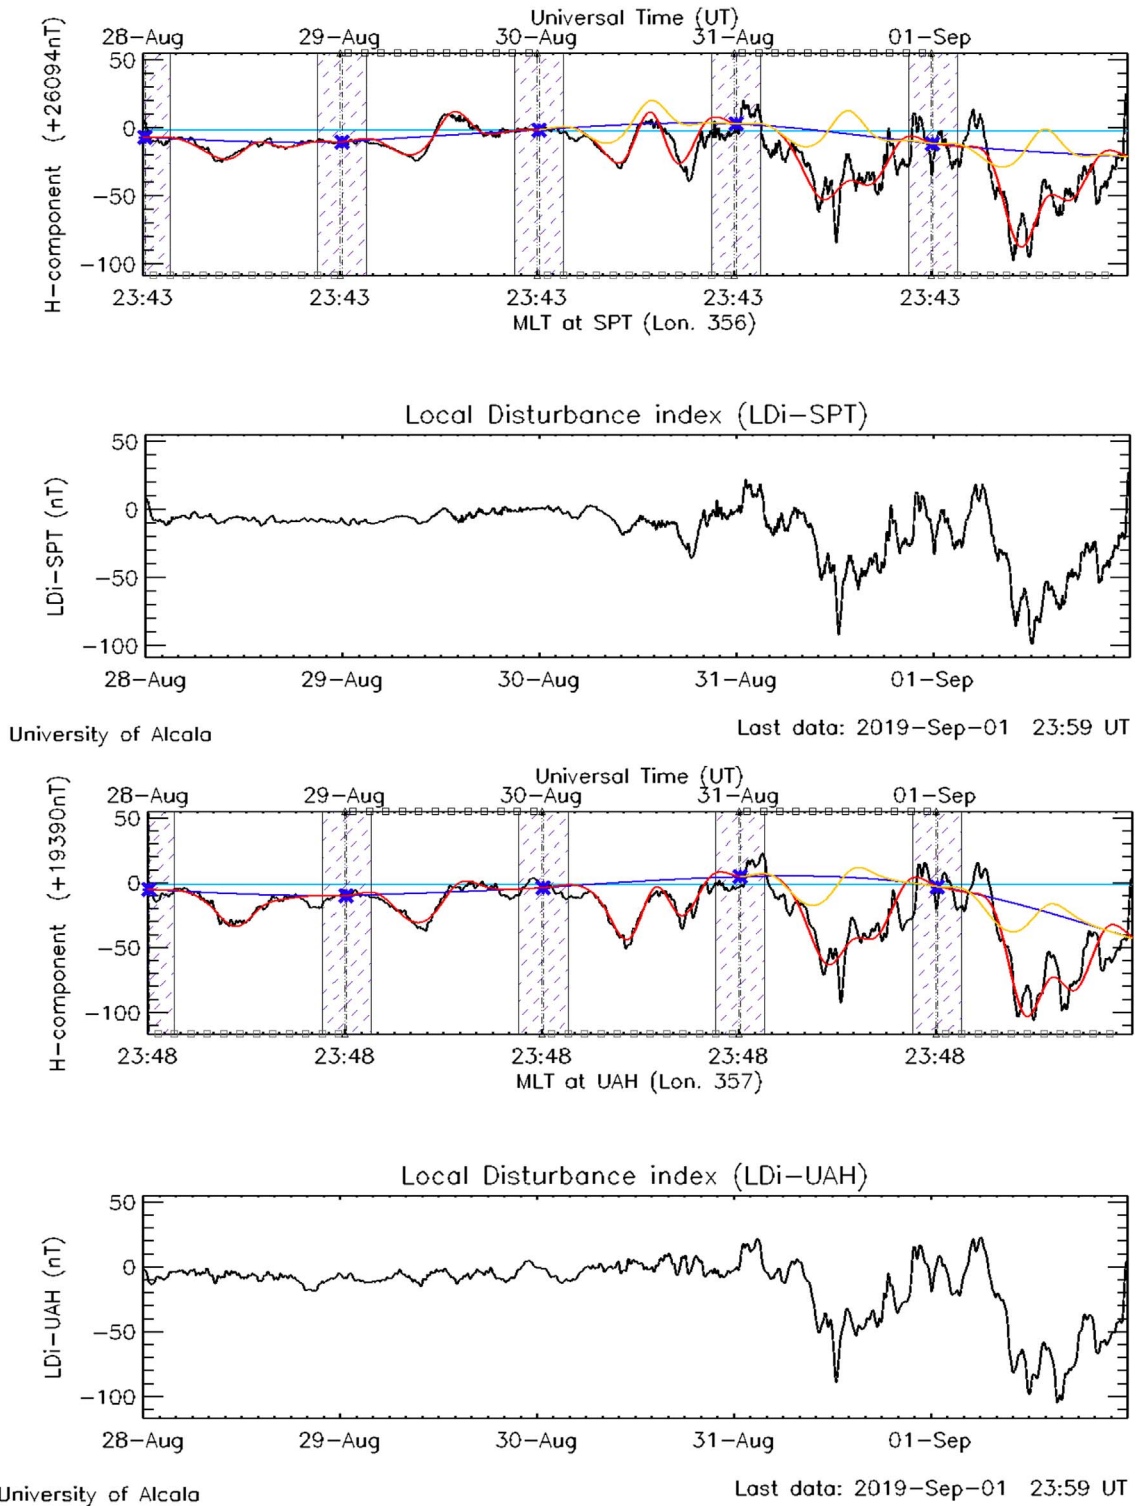 Universal Time (UT)
28-Aug 29-Aug 30-Aug 31-Aug 01-Sep
H-component (+26094nT)
50
0
-50
-100
23:43 23:43 23:43 23:43 23:43
MLT at SPT (Lon. 356)
Local Disturbance index (LDi-SPT)
LDi-SPT (nT)
50
0
-50
-100
28-Aug 29-Aug 30-Aug 31-Aug 01-Sep
University of Alcala Last data: 2019-Sep-01 23:59 UT
Universal Time (UT)
28-Aug 29-Aug 30-Aug 31-Aug 01-Sep
H-component (+19390nT)
50
0
-50
-100
23:48 23:48 23:48 23:48 23:48
MLT at UAH (Lon. 357)
Local Disturbance index (LDi-UAH)
LDi-UAH (nT)
50
0
-50
-100
28-Aug 29-Aug 30-Aug 31-Aug 01-Sep
University of Alcala Last data: 2019-Sep-01 23:59 UT